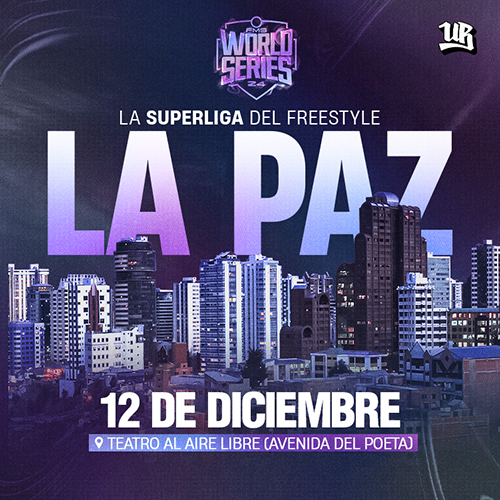 FMS
WORLD
SERIES
24
UR
LA SUPERLIGA DEL FREESTYLE
LA PAZ
12 DE DICIEMBRE
TEATRO AL AIRE LIBRE (AVENIDA DEL POETA)